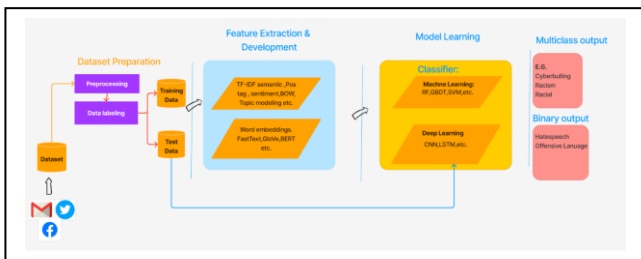 Dataset Preparation
Preprocessing
Data labeling
Training
Data
Test
Data
Dataset
Feature Extraction &
Development
TF-IDF semantic ,Pos
tag , sentiment,BOW,
Topic modeling etc.
Word embeddings.
FastText,GloVe,BERT
etc.
Model Learning
Classifier:
Mechne Learning:
RF,GBDT,SVM,etc.
Deep Learning
CNN,LSTM,etc.
Multiclass output
E.G.
Cyberbulting
Racism
Racial
Binary output
Hatespeech
Offensive Lanuage